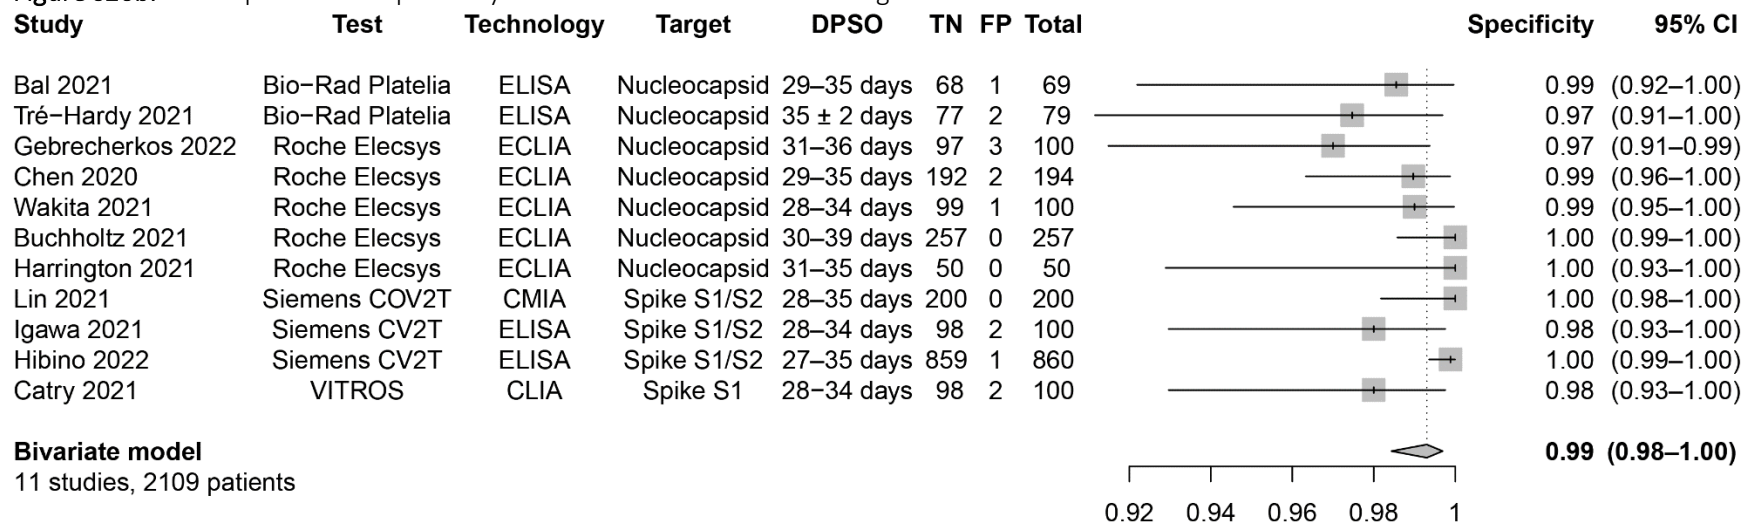 Study Test Technology Target DPSO TN FP Total Specificity 95% CI
Bal 2021 Bio−Rad Platelia ELISA Nucleocapsid 29–35 days 68 1 69 0.99 (0.92–1.00)
Tré−Hardy 2021 Bio−Rad Platelia ELISA Nucleocapsid 35 ± 2 days 77 2 79 0.97 (0.91–1.00)
Gebrecherkos 2022 Roche Elecsys ECLIA Nucleocapsid 31–36 days 97 3 100 0.97 (0.91–0.99)
Chen 2020 Roche Elecsys ECLIA Nucleocapsid 29–35 days 192 2 194 0.99 (0.96–1.00)
Wakita 2021 Roche Elecsys ECLIA Nucleocapsid 28–34 days 99 1 100 0.99 (0.95–1.00)
Buchholtz 2021 Roche Elecsys ECLIA Nucleocapsid 30–39 days 257 0 257 1.00 (0.99–1.00)
Harrington 2021 Roche Elecsys ECLIA Nucleocapsid 31–35 days 50 0 50 1.00 (0.93–1.00)
Lin 2021 Siemens COV2T CMIA Spike S1/S2 28–35 days 200 0 200 1.00 (0.98–1.00)
Igawa 2021 Siemens CV2T ELISA Spike S1/S2 28–34 days 98 2 100 0.98 (0.93–1.00)
Hibino 2022 Siemens CV2T ELISA Spike S1/S2 27–35 days 859 1 860 1.00 (0.99–1.00)
Catry 2021 VITROS CLIA Spike S1 28−34 days 98 2 100 0.98 (0.93–1.00)
Bivariate model 0.99 (0.98–1.00)
11 studies, 2109 patients
0.92 0.94 0.96 0.98 1